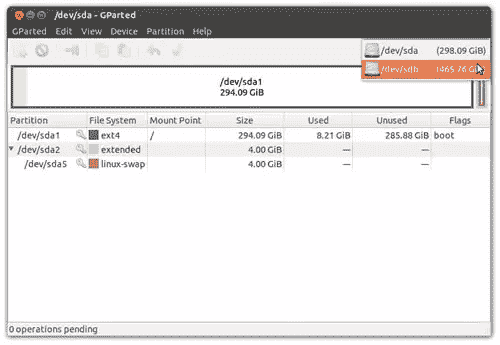 /dev/sda - GParted
GParted Edit View Device Partition Help
/dev/sda (298.09 GiB)
/dev/sdb (465.76 GiB)
/dev/sda1
294.09 GiB
Partition File System Mount Point Size Used Unused Flags
/dev/sda1 ext4 / 294.09 GiB 8.21 GiB 285.88 GiB boot
/dev/sda2 extended 4.00 GiB — —
/dev/sda5 linux-swap 4.00 GiB — —
0 operations pending